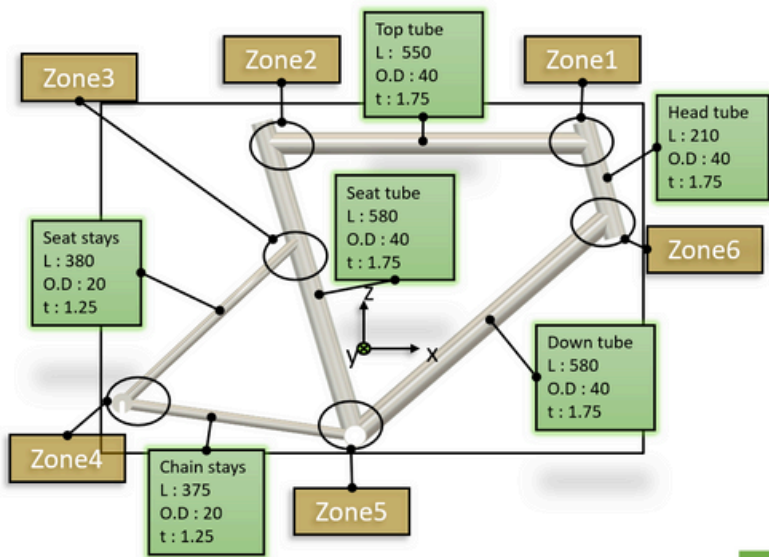 Top tube
L :  550
O.D : 40
t : 1.75
Zone2
Zone1
Zone3
Head tube
L : 210
O.D : 40
t : 1.75
Seat tube
L : 580
O.D : 40
t : 1.75
Seat stays
L : 380
O.D : 20
t : 1.25
Zone6
z
y
x
Down tube
L : 580
O.D : 40
t : 1.75
Zone4
Chain stays
L : 375
O.D : 20
t : 1.25
Zone5